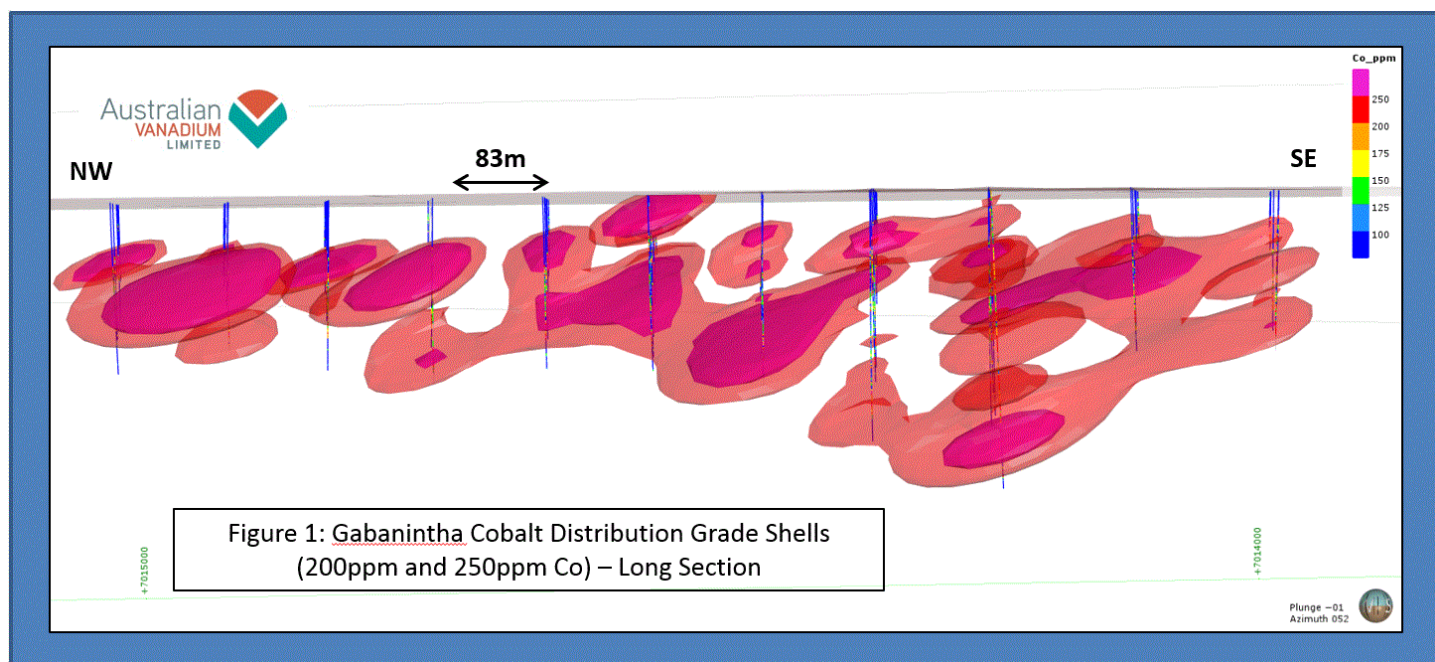 Co_ppm
250
200
175
150
125
100
Australian
VANADIUM
LIMITED
NW
83m
SE
Figure 1: Gabanintha Cobalt Distribution Grade Shells
(200ppm and 250ppm Co) – Long Section
+7015000
+7014000
Plunge −01
Azimuth 052